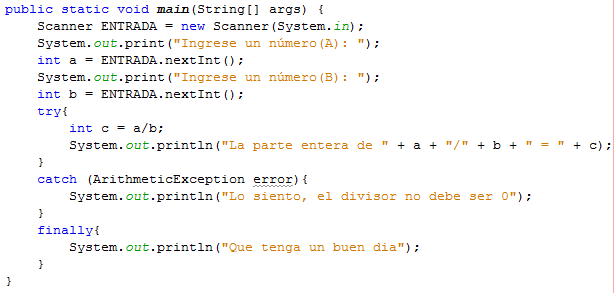 public static void main(String[] args) {
    Scanner ENTRADA = new Scanner(System.in);
    System.out.print("Ingrese un número(A): ");
    int a = ENTRADA.nextInt();
    System.out.print("Ingrese un número(B): ");
    int b = ENTRADA.nextInt();
    try{
        int c = a/b;
        System.out.println("La parte entera de " + a + "/" + b + " = " + c);
    }
    catch (ArithmeticException error){
        System.out.println("Lo siento, el divisor no debe ser 0");
    }
    finally{
        System.out.println("Que tenga un buen dia");
    }
}